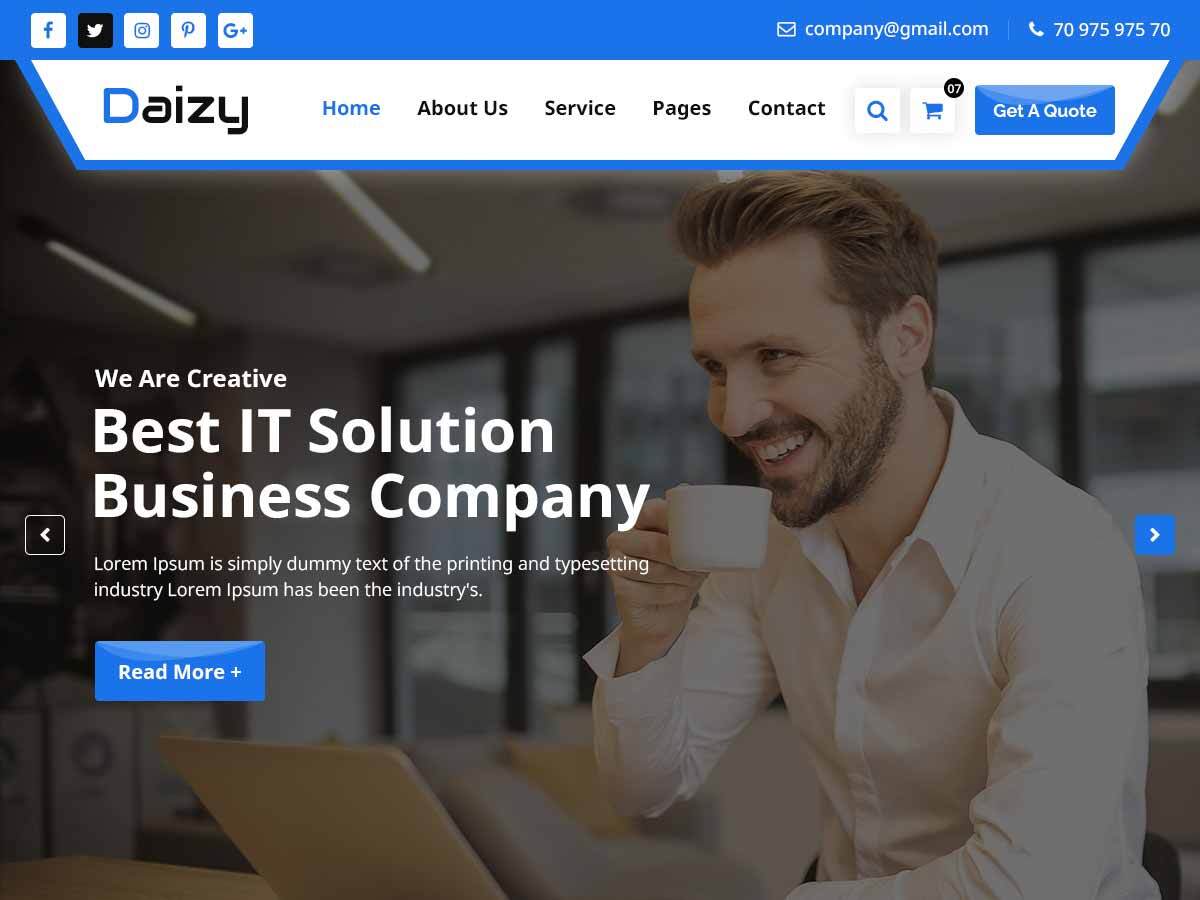 company@gmail.com
70 975 975 70
Daizy
Home About Us Service Pages Contact
07
Get A Quote
We Are Creative
Best IT Solution
Business Company
Lorem Ipsum is simply dummy text of the printing and typesetting
industry Lorem Ipsum has been the industry's.
Read More +